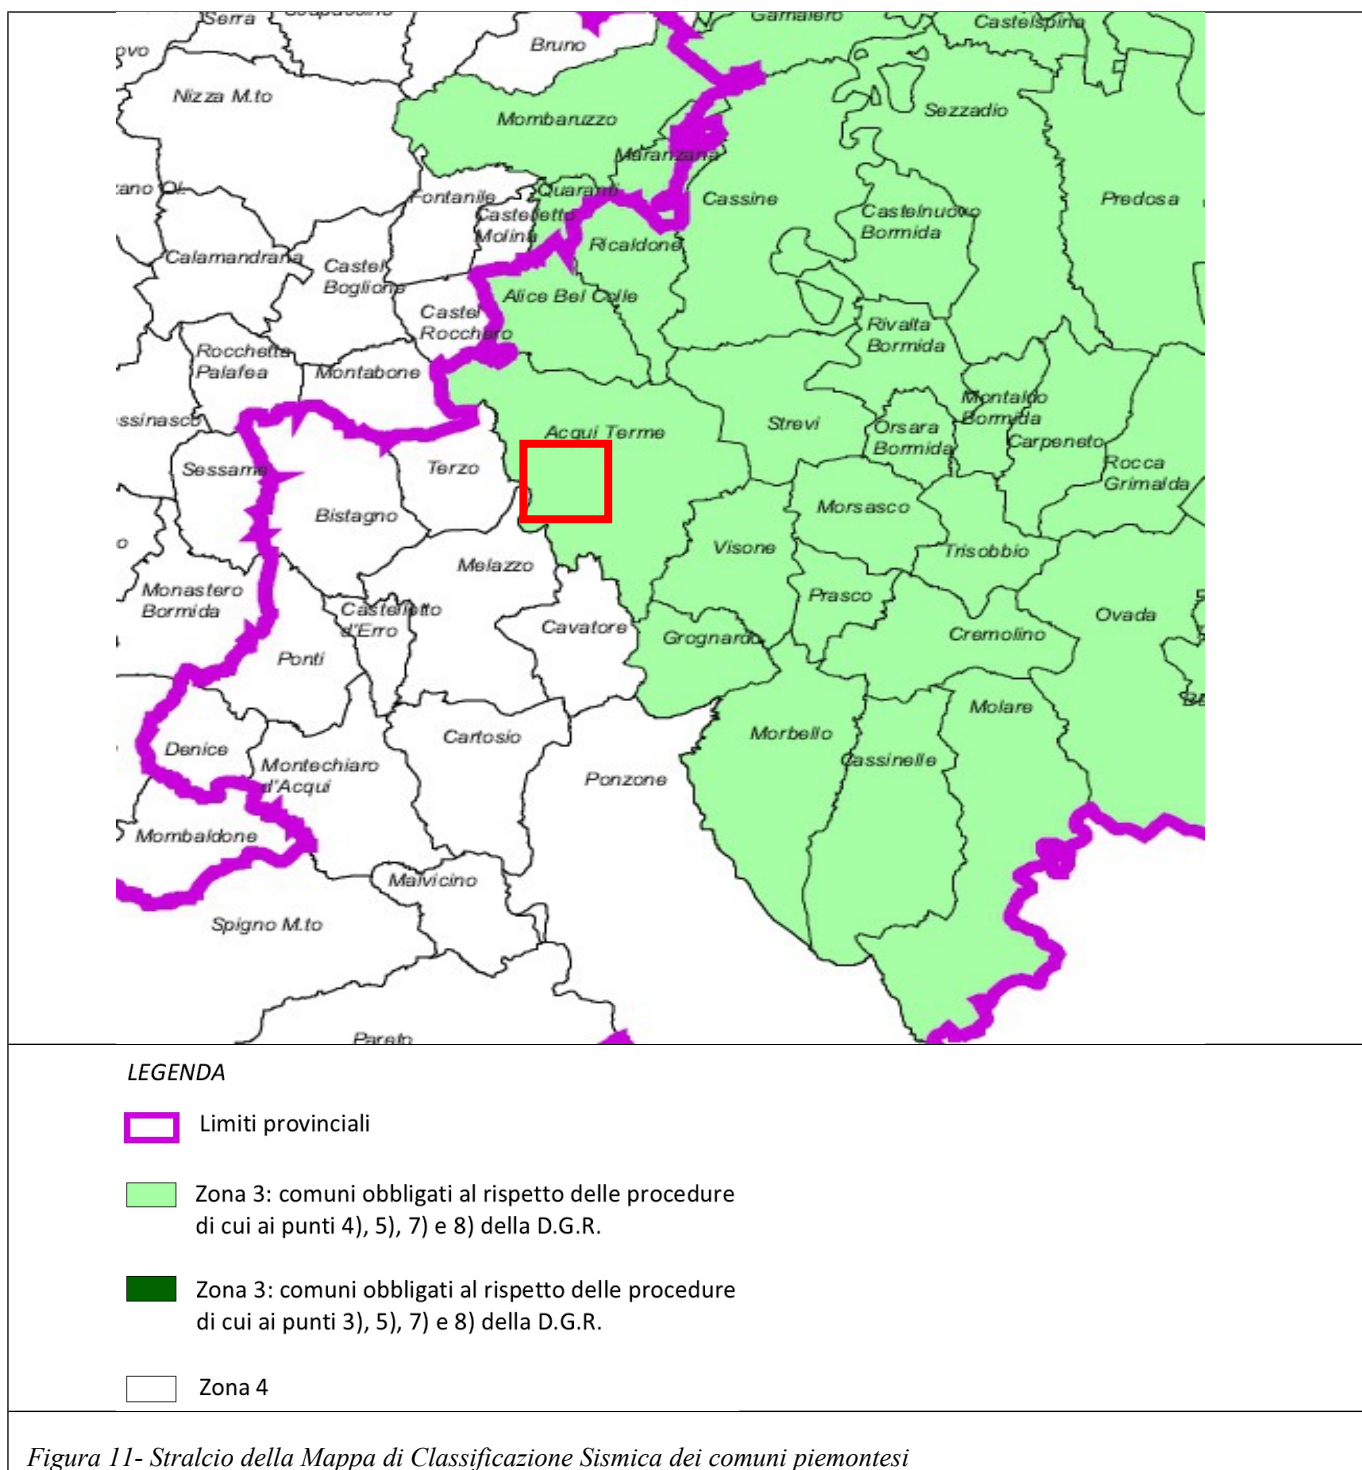 Serra
Gamalero
Castelspina
Bruno
ovo
Nizza M.to
Mombaruzzo
Sezzadio
Maranzana
zano Ol.
Fontanile
Quaranti
Cassine
Predosa
Castelletto
Molina
Castelnuovo
Bormida
Ricaldone
Calamandrana
Castel
Boglione
Alice Bel Colle
Castel
Rocchero
Rivalta
Bormida
Rocchetta
Palafea
Montabone
Montaldo
Bormida
ssinasco
Acqui Terme
Strevi
Orsara
Bormida
Carpeneto
Sessame
Terzo
Rocca
Grimalda
Bistagno
Morsasco
o
Visone
Trisobbio
Melazzo
Monastero
Bormida
Castelletto
d'Erro
Prasco
Ovada
Cavatore
Grognardo
Cremolino
Ponti
Molare
Denice
Cartosio
Morbello
Montechiaro
d'Acqui
Cassinelle
Ponzone
Mombaldone
Malvicino
Spigno M.to
Pareto
LEGENDA
Limiti provinciali
Zona 3: comuni obbligati al rispetto delle procedure
di cui ai punti 4), 5), 7) e 8) della D.G.R.
Zona 3: comuni obbligati al rispetto delle procedure
di cui ai punti 3), 5), 7) e 8) della D.G.R.
Zona 4
Figura 11- Stralcio della Mappa di Classificazione Sismica dei comuni piemontesi